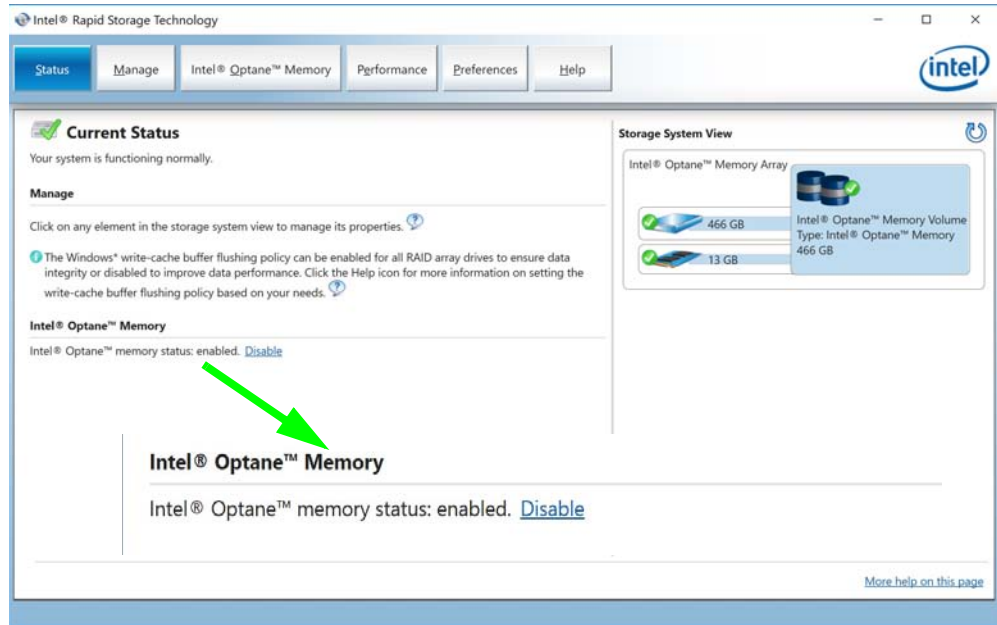 Intel® Rapid Storage Technology
Status
Manage
Intel® Optane™ Memory
Performance
Preferences
Help
intel
Current Status
Your system is functioning normally.
Manage
Click on any element in the storage system view to manage its properties.
The Windows* write-cache buffer flushing policy can be enabled for all RAID array drives to ensure data
integrity or disabled to improve data performance. Click the Help icon for more information on setting the
write-cache buffer flushing policy based on your needs.
Intel® Optane™ Memory
Intel® Optane™ memory status: enabled. Disable
Intel® Optane™ Memory
Intel® Optane™ memory status: enabled. Disable
Storage System View
Intel® Optane™ Memory Array
466 GB
13 GB
Intel® Optane™ Memory Volume
Type: Intel® Optane™ Memory
466 GB
More help on this page